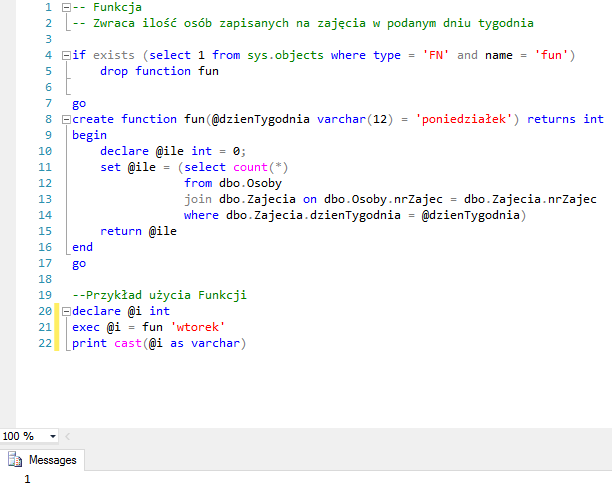 1 -- Funkcja
2 -- Zwraca ilość osób zapisanych na zajęcia w podanym dniu tygodnia
3
4 if exists (select 1 from sys.objects where type = 'FN' and name = 'fun')
5     drop function fun
6
7 go
8 create function fun(@dzienTygodnia varchar(12) = 'poniedziałek') returns int
9 begin
10     declare @ile int = 0;
11     set @ile = (select count(*)
12                from dbo.Osoby
13                join dbo.Zajecia on dbo.Osoby.nrZajec = dbo.Zajecia.nrZajec
14                where dbo.Zajecia.dzienTygodnia = @dzienTygodnia)
15     return @ile
16 end
17 go
18
19 --Przykład użycia Funkcji
20 declare @i int
21 exec @i = fun 'wtorek'
22 print cast(@i as varchar)
100 %
Messages
1